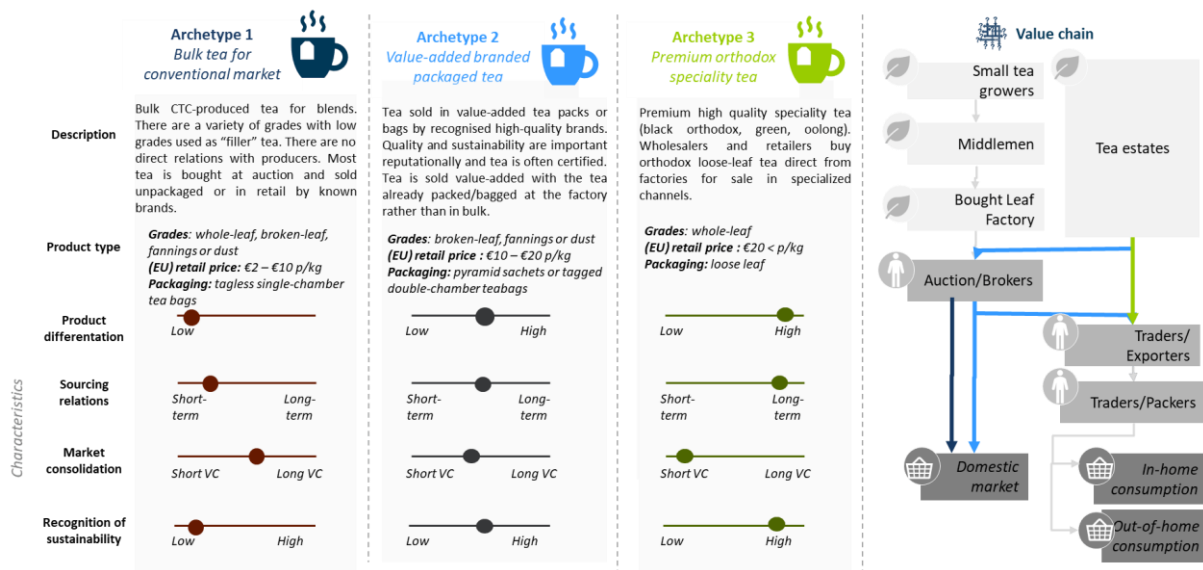 Archetype 1
Bulk tea for
conventional market
Archetype 2
Value-added branded
packaged tea
Archetype 3
Premium orthodox
speciality tea
Value chain
Description
Bulk CTC-produced tea for blends.
There are a variety of grades with low
grades used as “filler” tea. There are no
direct relations with producers. Most
tea is bought at auction and sold
unpackaged or in retail by known
brands.
Tea sold in value-added tea packs or
bags by recognised high-quality brands.
Quality and sustainability are important
reputationally and tea is often certified.
Tea is sold value-added with the tea
already packed/bagged at the factory
rather than in bulk.
Premium high quality speciality tea
(black orthodox, green, oolong).
Wholesalers and retailers buy
orthodox loose-leaf tea direct from
factories for sale in specialized
channels.
Product type
Grades: whole-leaf, broken-leaf,
fannings or dust
(EU) retail price: €2 – €10 p/kg
Packaging: tagless single-chamber
tea bags
Grades: broken-leaf, fannings or dust
(EU) retail price : €10 – €20 p/kg
Packaging: pyramid sachets or tagged
double-chamber teabags
Grades: whole-leaf
(EU) retail price : €20 < p/kg
Packaging: loose leaf
Characteristics
Product
differentation
Low
Low High
Low High
Sourcing
relations
Short-
term
Long-
term
Short-
term
Long-
term
Short-
term
Long-
term
Market
consolidation
Short VC Long VC
Short VC Long VC
Short VC Long VC
Recognition of
sustainability
Low High
Low High
Low High
Small tea
growers
Middlemen
Bought Leaf
Factory
Tea estates
Auction/Brokers
Traders/
Exporters
Traders/Packers
Domestic
market
In-home
consumption
Out-of-home
consumption